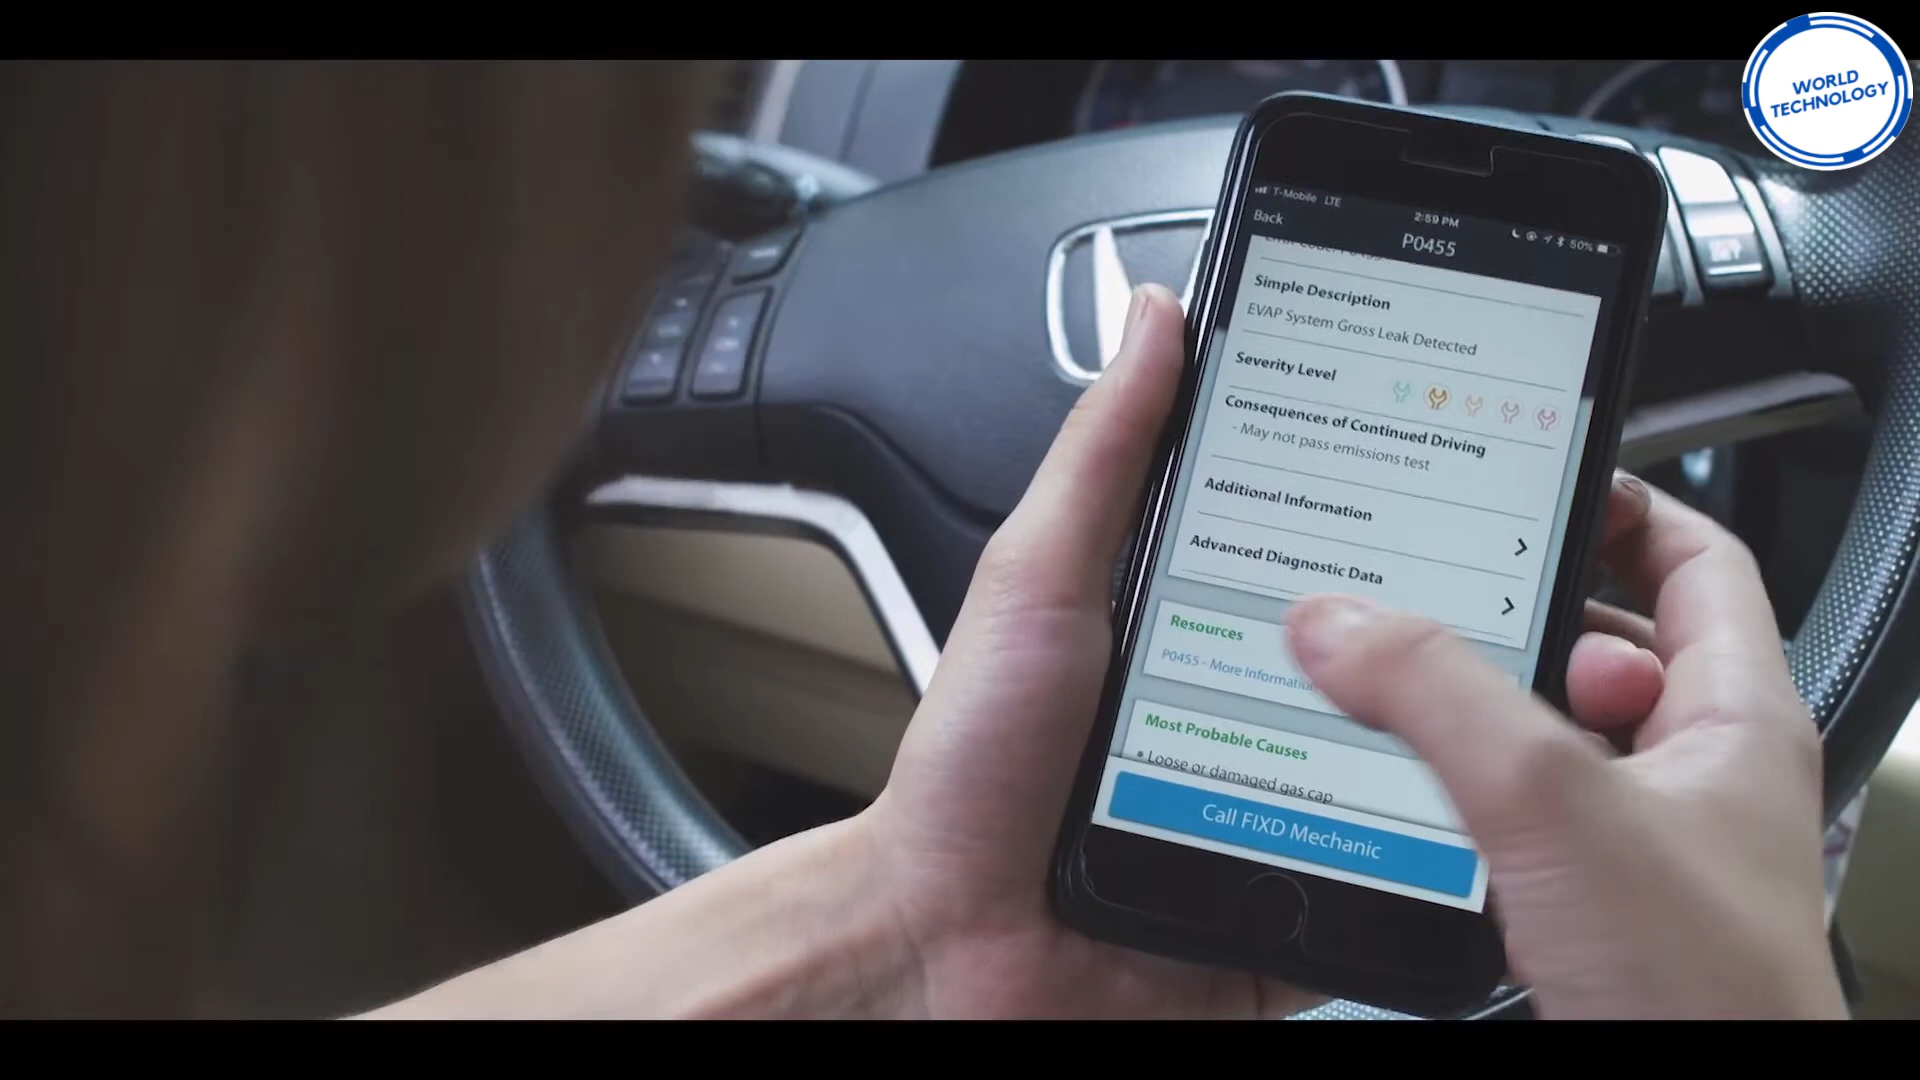 WORLD
TECHNOLOGY
T-Mobile LTE
2:59 PM
50%
Back
P0455
Simple Description
EVAP System Gross Leak Detected
Severity Level
Consequences of Continued Driving
- May not pass emissions test
Additional Information
Advanced Diagnostic Data
Resources
P0455 - More Information
Most Probable Causes
• Loose or damaged gas cap
Call FIXD Mechanic